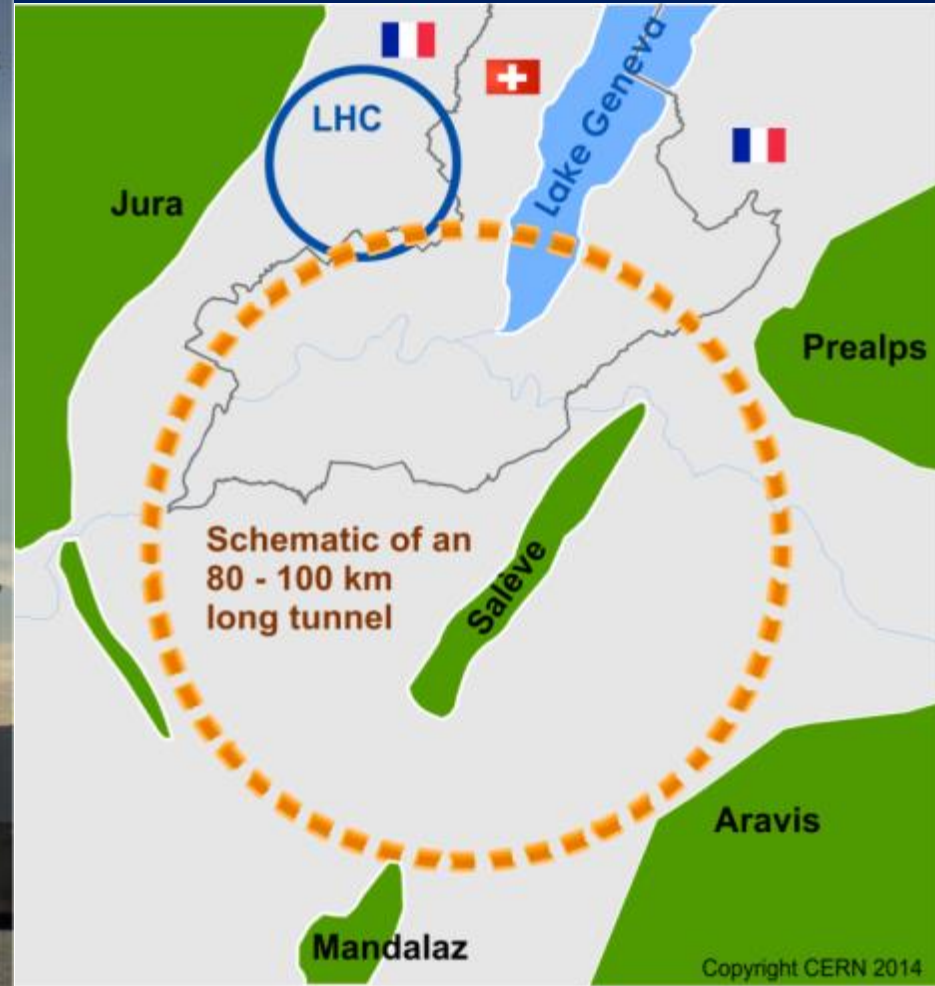 LHC
Lake Geneva
Jura
Prealps
Schematic of an
80 - 100 km
long tunnel
Salève
Aravis
Mandalaz
Copyright CERN 2014